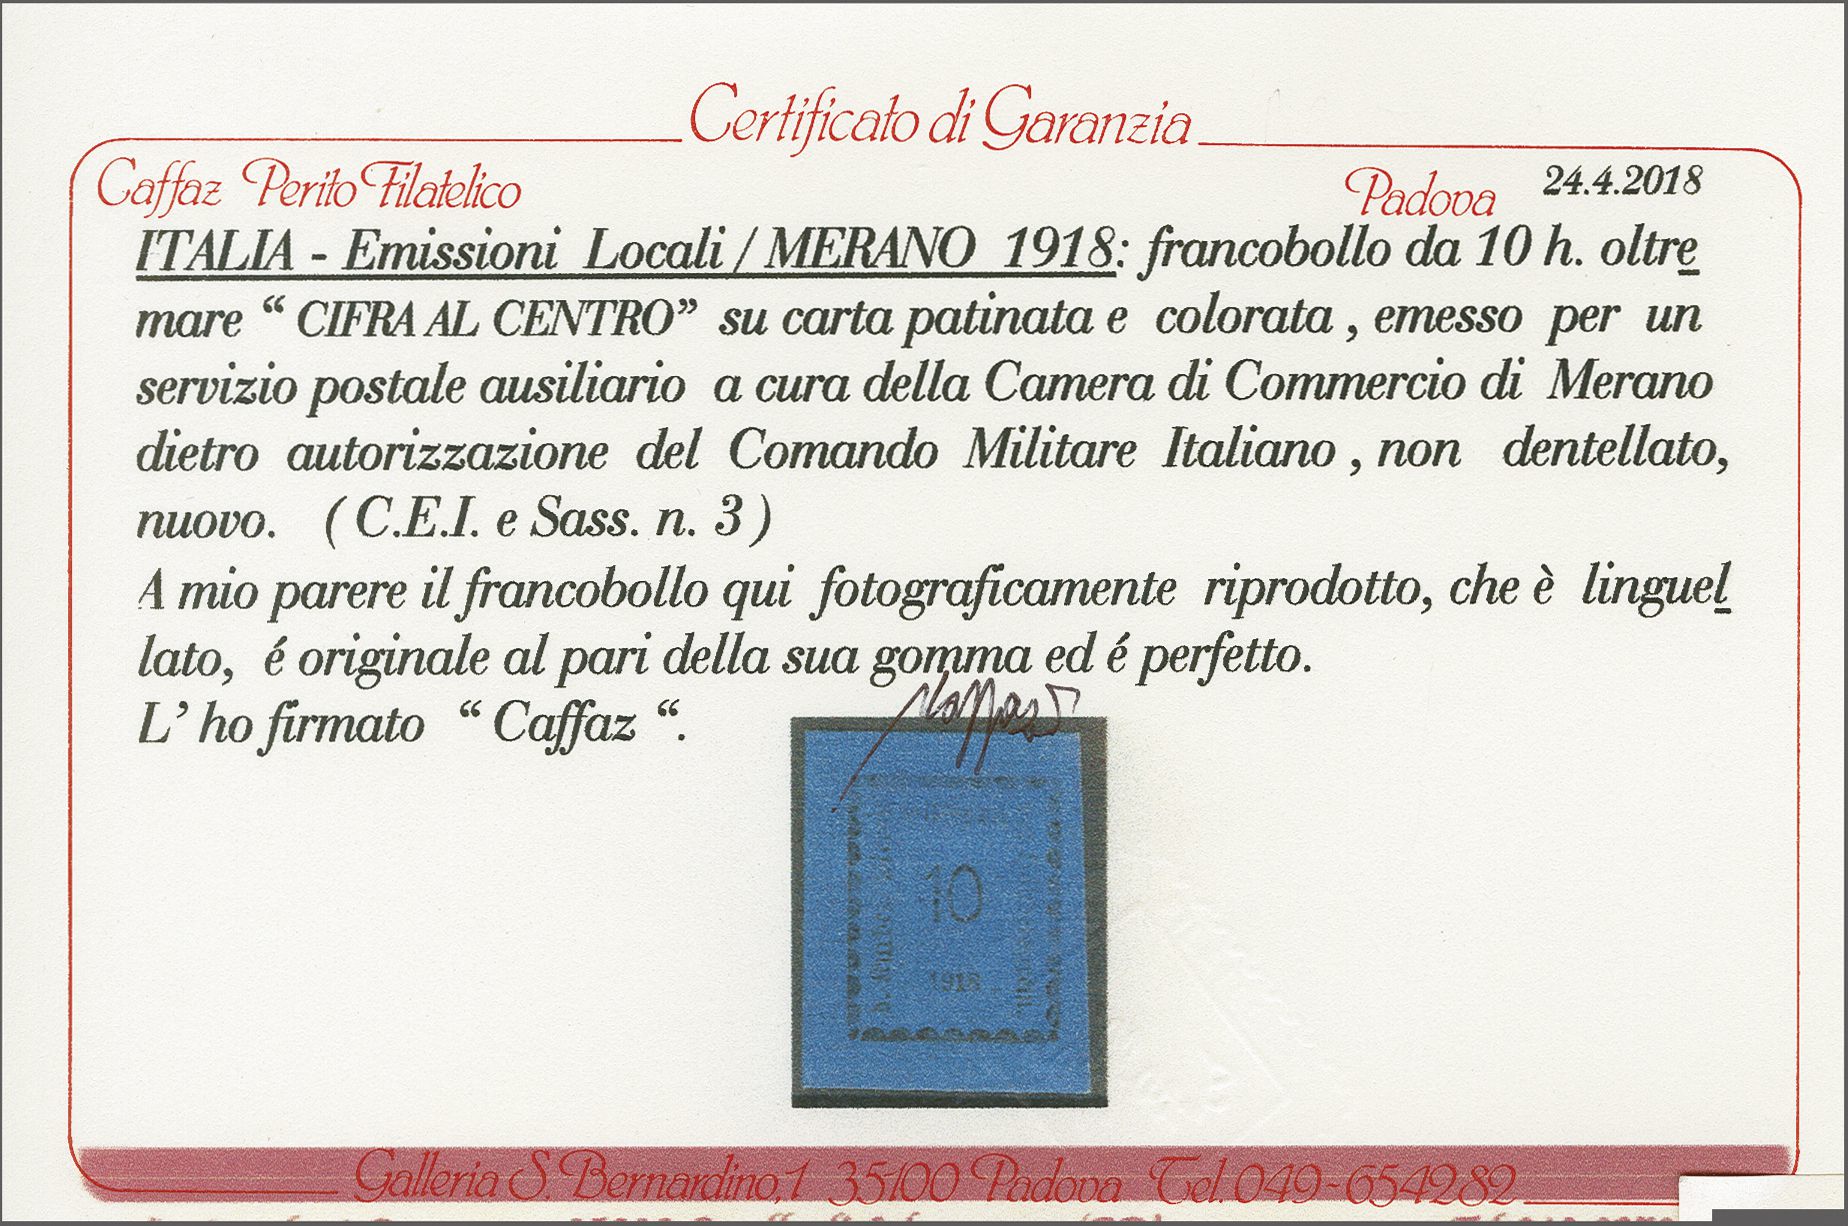 Certificato di Garanzia
Caffaz Perito Filatelico Padova 24.4.2018
ITALIA - Emissioni Locali / MERANO 1918: francobollo da 10 h. oltre
mare “ CIFRA AL CENTRO” su carta patinata e colorata , emesso per un
servizio postale ausiliario a cura della Camera di Commercio di Merano
dietro autorizzazione del Comando Militare Italiano , non dentellato,
nuovo. ( C.E.I. e Sass. n. 3 )
A mio parere il francobollo qui fotograficamente riprodotto, che è linguel
lato, é originale al pari della sua gomma ed é perfetto.
L’ ho firmato “ Caffaz “.
Caffaz
10
1918
Galleria S. Bernardino,1 35100 Padova Tel. 049-654282